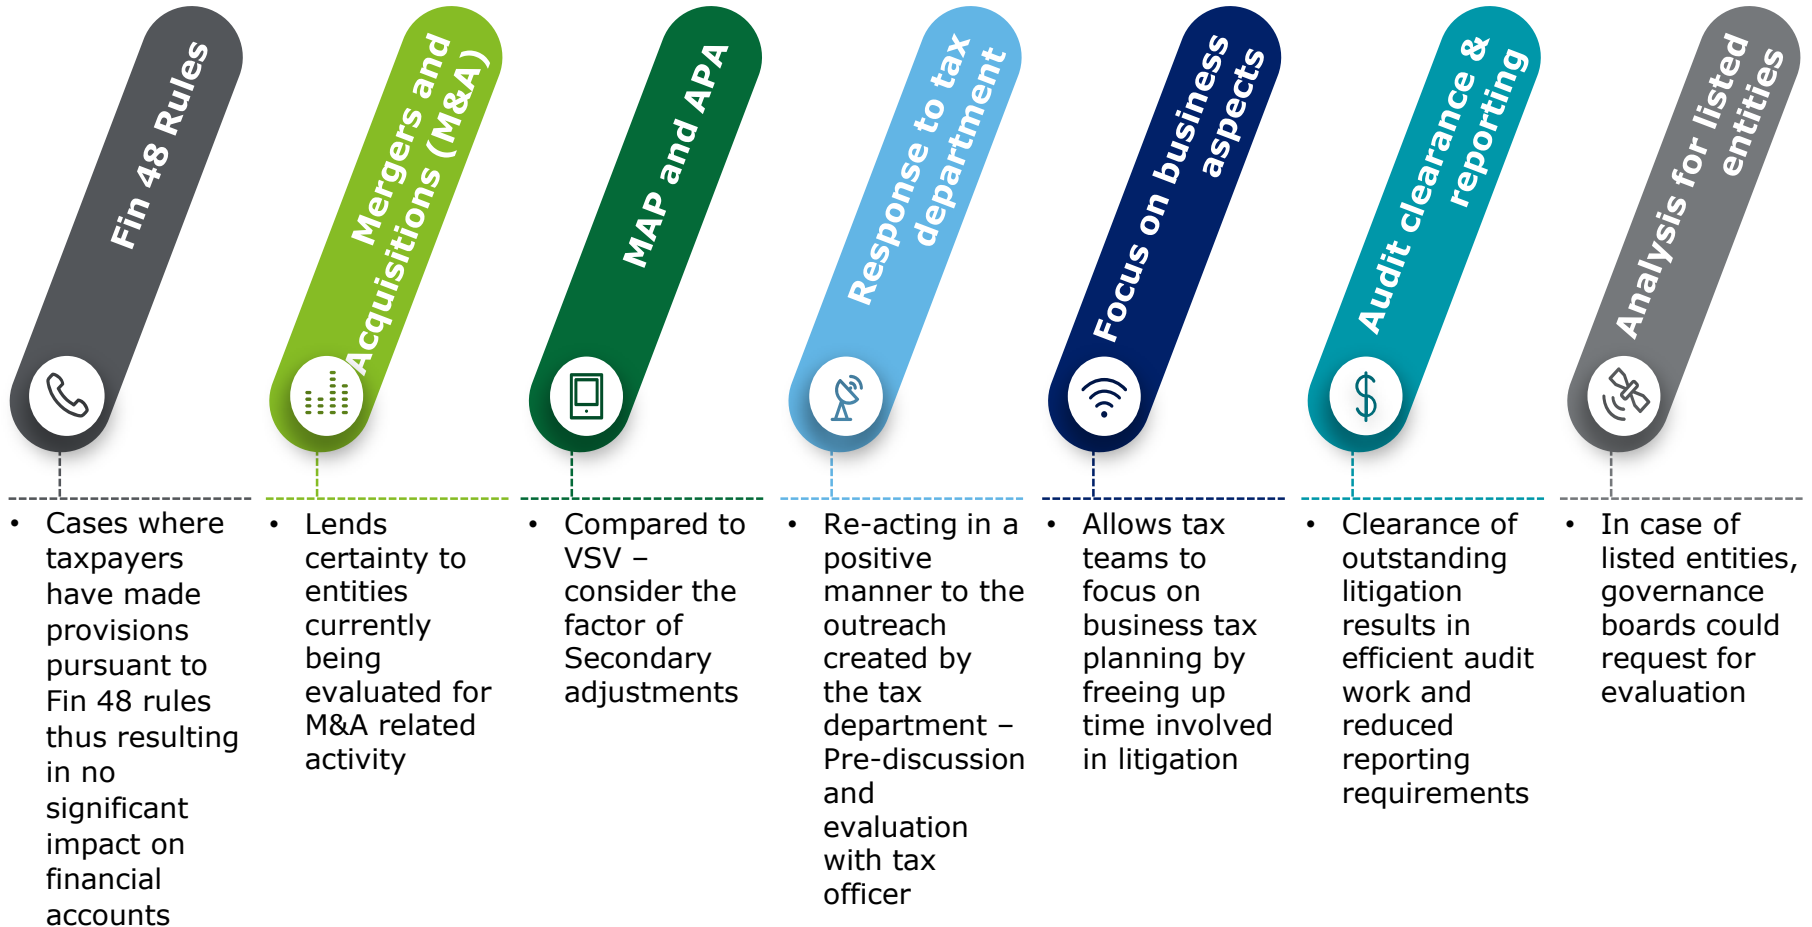 Fin 48 Rules
• Cases where
taxpayers
have made
provisions
pursuant to
Fin 48 rules
thus resulting
in no
significant
impact on
financial
accounts
Mergers and
Acquisitions (M&A)
• Lends
certainty to
entities
currently
being
evaluated for
M&A related
activity
MAP and APA
• Compared to
VSV –
consider the
factor of
Secondary
adjustments
Response to tax
department
• Re-acting in a
positive
manner to the
outreach
created by
the tax
department –
Pre-discussion
and
evaluation
with tax
officer
Focus on business
aspects
• Allows tax
teams to
focus on
business tax
planning by
freeing up
time involved
in litigation
Audit clearance &
reporting
• Clearance of
outstanding
litigation
results in
efficient audit
work and
reduced
reporting
requirements
Analysis for listed
entities
• In case of
listed entities,
governance
boards could
request for
evaluation